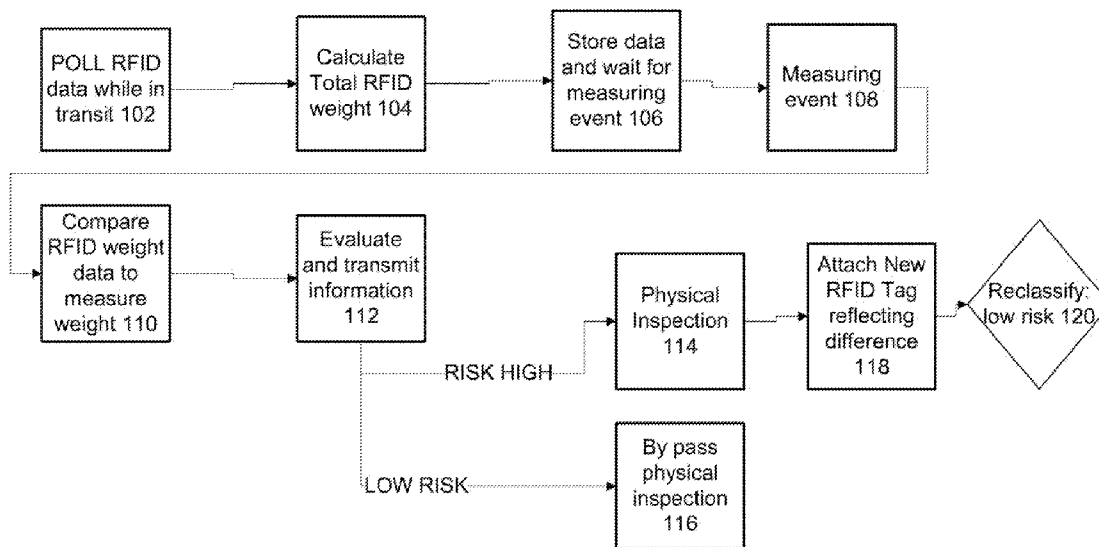 POLL RFID
data while in
transit 102
Calculate
Total RFID
weight 104
Store data
and wait for
measuring
event 106
Measuring
event 108
Compare
RFID weight
data to
measure
weight 110
Evaluate
and transmit
information
112
Physical
Inspection
114
Attach New
RFID Tag
reflecting
difference
118
Reclassify:
low risk 120
RISK HIGH
LOW RISK
By pass
physical
inspection
116